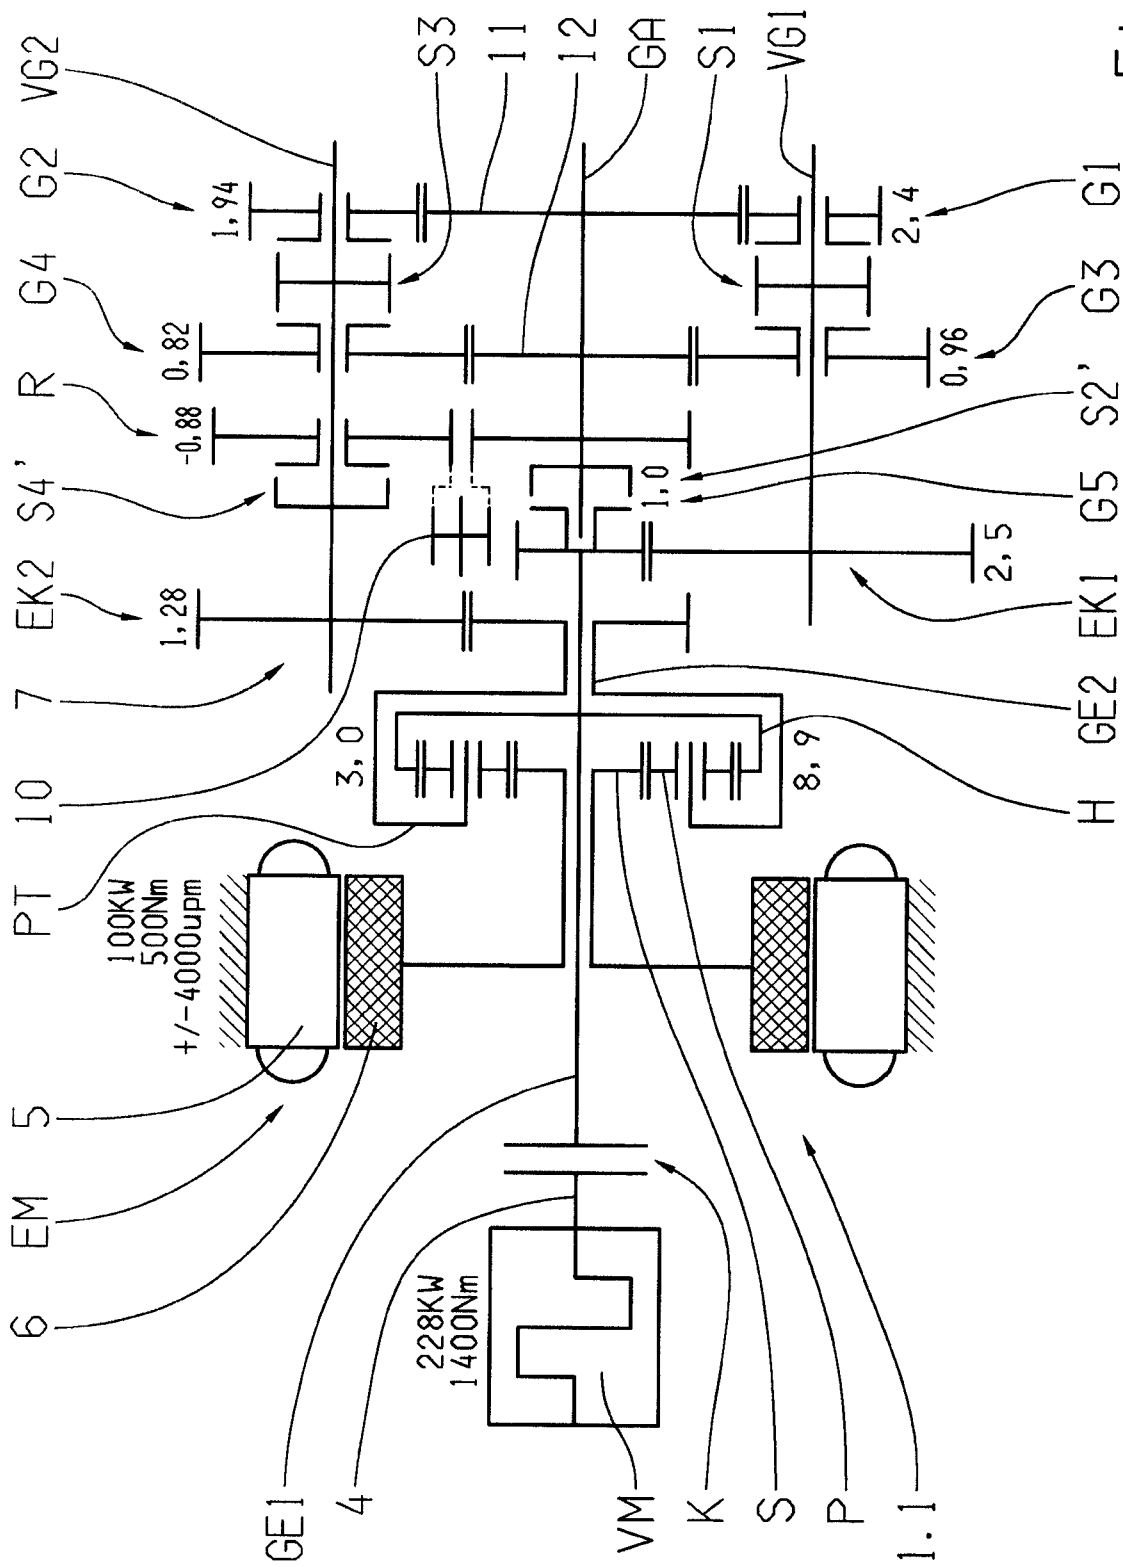 6
EM
5
PT
10
7
EK2
S4'
R
G4
G2
VG2
100KW
500Nm
+/-4000upm
1,28
-0,88
0,82
1,94
GE1
4
3,0
S3
11
12
GA
S1
VG1
228KW
1400Nm
1,0
VM
K
S
P
1.1
8,9
2,5
0,96
2,4
H
GE2
EK1
G5
S2'
G3
G1